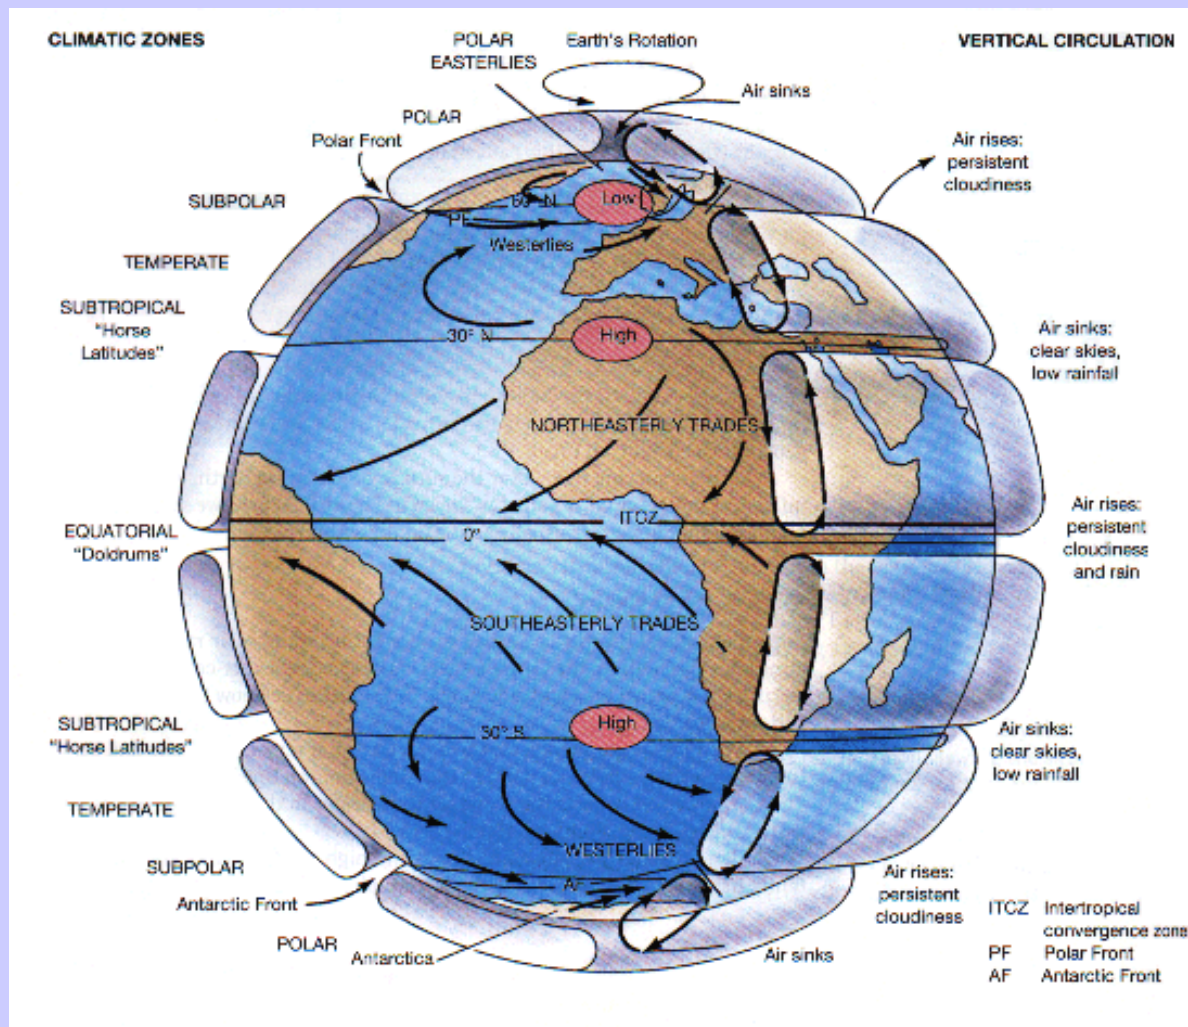 CLIMATIC ZONES
POLAR
EASTERLIES
Earth's Rotation
VERTICAL CIRCULATION
Air sinks
POLAR
Polar Front
Air rises:
persistent
cloudiness
SUBPOLAR
60° N
Low
PF
Westerlies
TEMPERATE
SUBTROPICAL
"Horse
Latitudes"
30° N
High
Air sinks:
clear skies,
low rainfall
NORTHEASTERLY TRADES
ITCZ
EQUATORIAL
"Doldrums"
0°
Air rises:
persistent
cloudiness
and rain
SOUTHEASTERLY TRADES
SUBTROPICAL
"Horse Latitudes"
30° S
High
Air sinks:
clear skies,
low rainfall
TEMPERATE
WESTERLIES
SUBPOLAR
AF
Air rises:
persistent
cloudiness
Antarctic Front
POLAR
Antarctica
Air sinks
ITCZ Intertropical
convergence zone
PF Polar Front
AF Antarctic Front